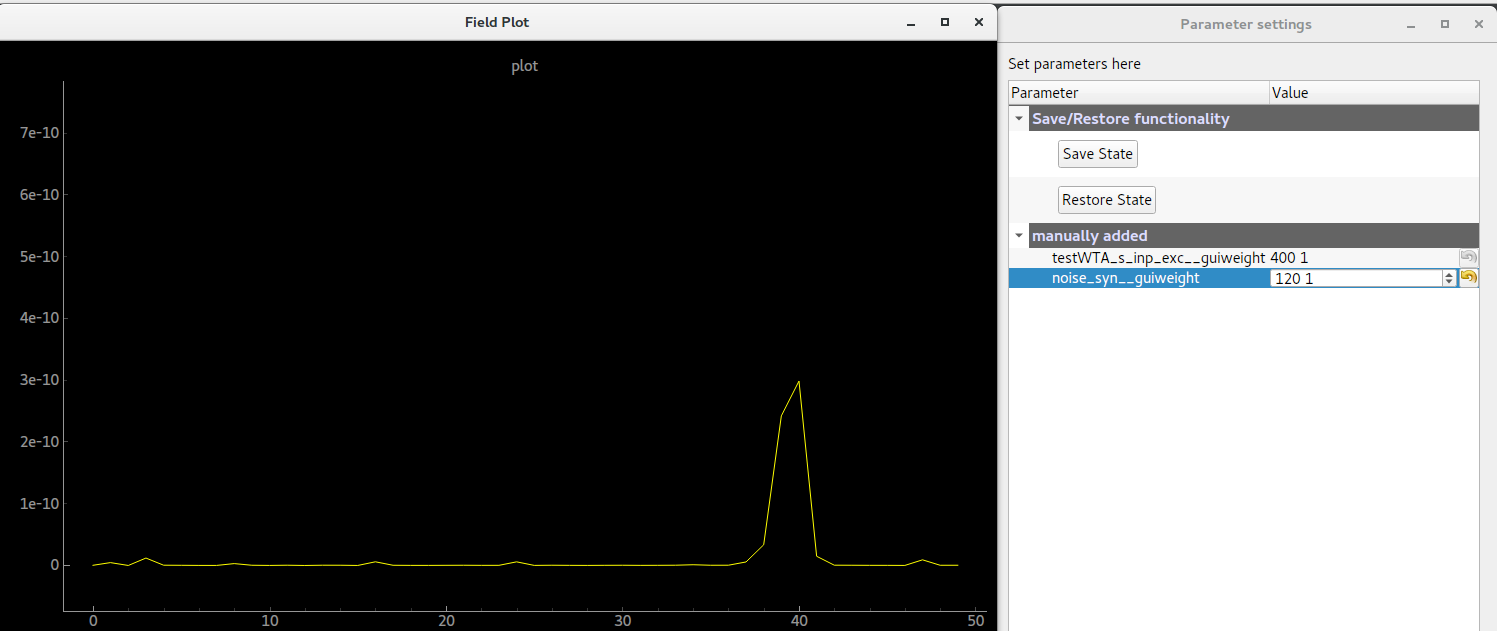 Field Plot
plot
7e-10
6e-10
5e-10
4e-10
3e-10
2e-10
1e-10
0
0 10 20 30 40 50
Parameter settings
Set parameters here
Parameter Value
Save/Restore functionality
Save State
Restore State
manually added
testWTA_s_inp_exc__guiweight 400 1
noise_syn__guiweight 120 1